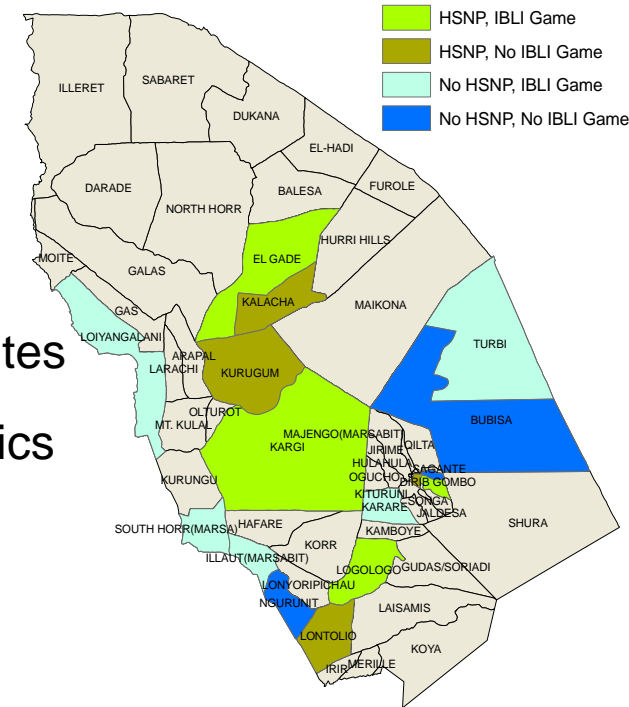 HSNP, IBLI Game
HSNP, No IBLI Game
No HSNP, IBLI Game
No HSNP, No IBLI Game
ILLERET
SABARET
DUKANA
EL-HADI
FUROLE
DARADE
NORTH HORR
BALESA
HURRI HILLS
MOITE
GALAS
EL GADE
KALACHA
MAIKONA
GAS
LOIYANGALANI
TURBI
tes
ARAPAL
LARACHI
KURUGUM
ics
OLTUROT
MT. KULAL
BUBISA
MAJENGO(MARSABIT)
KARGI
JIRIME
QILTA
HULAHULA
SAGANTE
OGUCHO
DIRIB GOMBO
KURUNGU
KITURUNI
SONGA
KARARE
JALDESA
SHURA
SOUTH HORR(MARSA)
HAFARE
KAMBOYE
KORR
ILLAUT(MARSABIT)
LOGOLOGO
GUDAS/SORIADI
LONYORIPICHAU
NGURUNIT
LAISAMIS
LONTOLIO
KOYA
IRIR
MERILLE